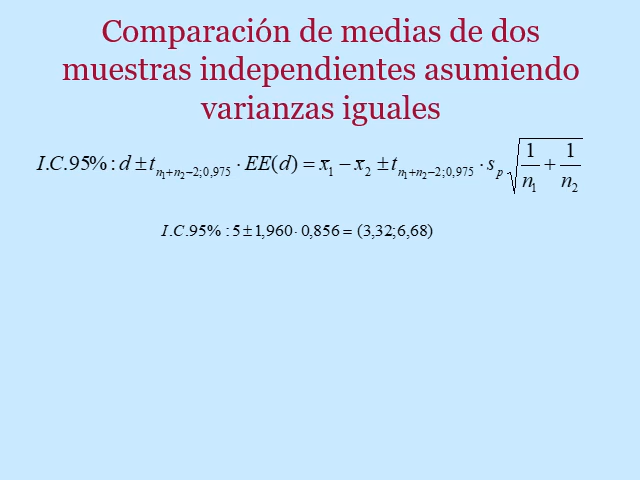 Comparación de medias de dos
muestras independientes asumiendo
varianzas iguales
I.C.95% : d ± t_{n₁+n₂−2;0,975} · EE(d) = x̄₁ − x̄₂ ± t_{n₁+n₂−2;0,975} · s_p √(1/n₁ + 1/n₂)
I.C.95% : 5 ± 1,960 · 0,856 = (3,32;6,68)